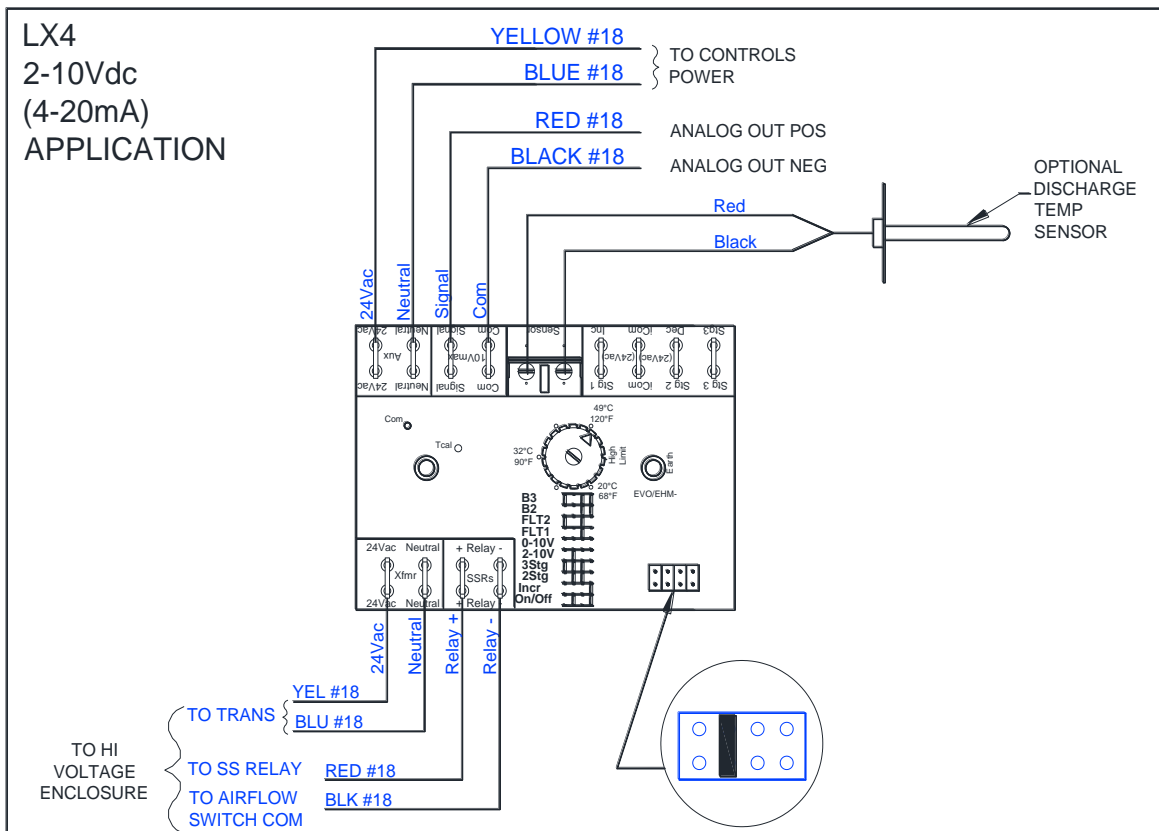 LX4
2-10Vdc
(4-20mA)
APPLICATION
YELLOW #18
BLUE #18
TO CONTROLS
POWER
RED #18
ANALOG OUT POS
BLACK #18
ANALOG OUT NEG
OPTIONAL
DISCHARGE
TEMP
SENSOR
Red
Black
24Vac
Neutral
Signal
Com
24Vac
Neutral
Signal
Com
Sensor
Inc
iCom
Dec
Stg3
Aux
10Vmax
(24Vac)
(24Vac)
24Vac
Neutral
Signal
Com
Stg 1
iCom
Stg 2
Stg 3
Com
Tcal
49°C
120°F
32°C
90°F
High
Limit
20°C
68°F
Earth
EVO/EHM-
B3
B2
FLT2
FLT1
0-10V
2-10V
3Stg
2Stg
Incr
On/Off
24Vac
Neutral
+ Relay -
Xfmr
SSRs
24Vac
Neutral
+ Relay -
24Vac
Neutral
Relay +
Relay -
YEL #18
TO TRANS
BLU #18
TO HI
VOLTAGE
ENCLOSURE
TO SS RELAY
RED #18
TO AIRFLOW
SWITCH COM
BLK #18